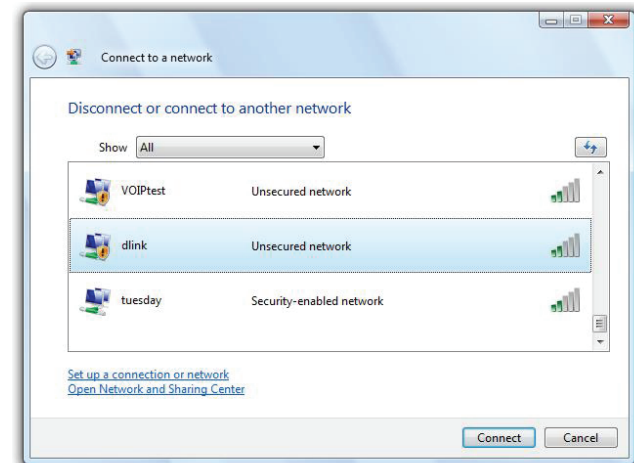 Connect to a network
Disconnect or connect to another network
Show All
VOIPtest Unsecured network
dlink Unsecured network
tuesday Security-enabled network
Set up a connection or network
Open Network and Sharing Center
Connect Cancel